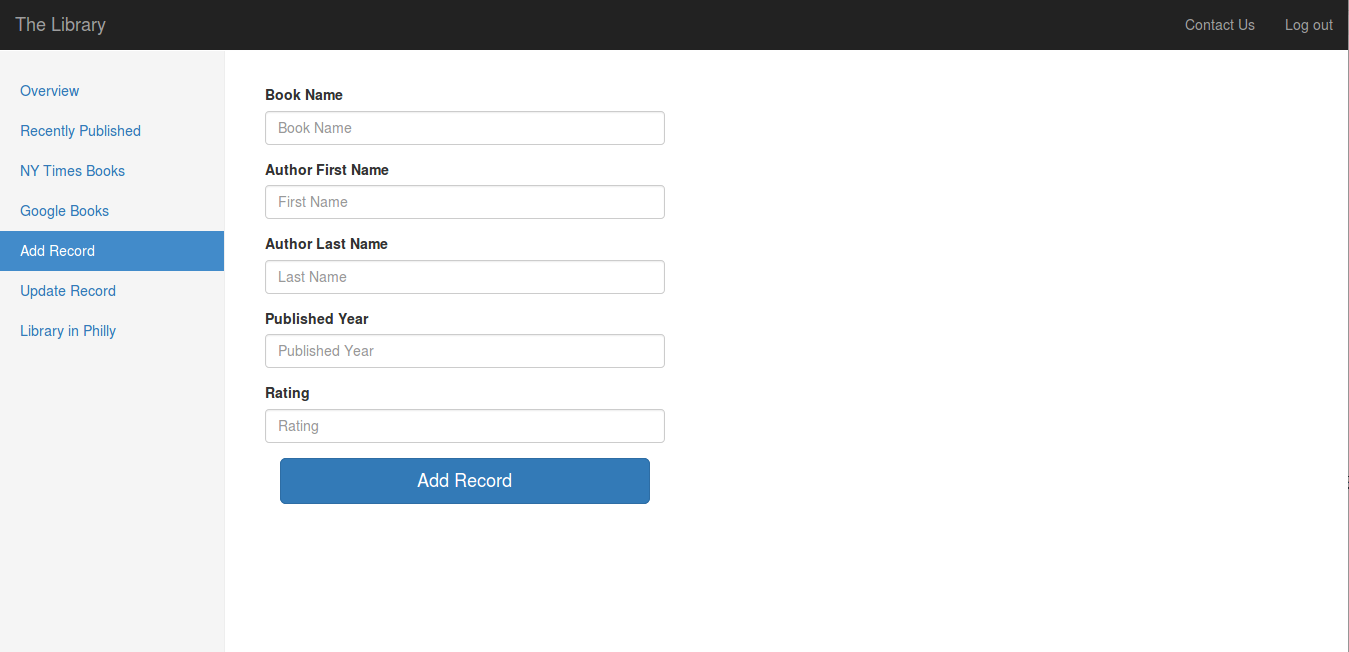 The Library
Contact Us
Log out
Overview
Recently Published
NY Times Books
Google Books
Add Record
Update Record
Library in Philly
Book Name
Book Name
Author First Name
First Name
Author Last Name
Last Name
Published Year
Published Year
Rating
Rating
Add Record